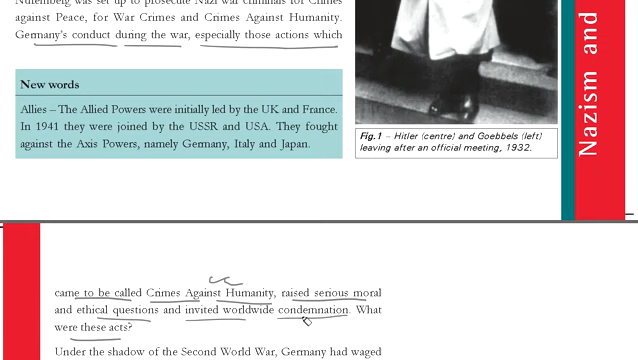 Nuremberg was set up to prosecute Nazi war criminals for Crimes
against Peace, for War Crimes and Crimes Against Humanity.
Germany's conduct during the war, especially those actions which
New words
Allies – The Allied Powers were initially led by the UK and France.
In 1941 they were joined by the USSR and USA. They fought
against the Axis Powers, namely Germany, Italy and Japan.
Fig.1 – Hitler (centre) and Goebbels (left)
leaving after an official meeting, 1932.
Nazism and
came to be called Crimes Against Humanity, raised serious moral
and ethical questions and invited worldwide condemnation. What
were these acts?
Under the shadow of the Second World War, Germany had waged